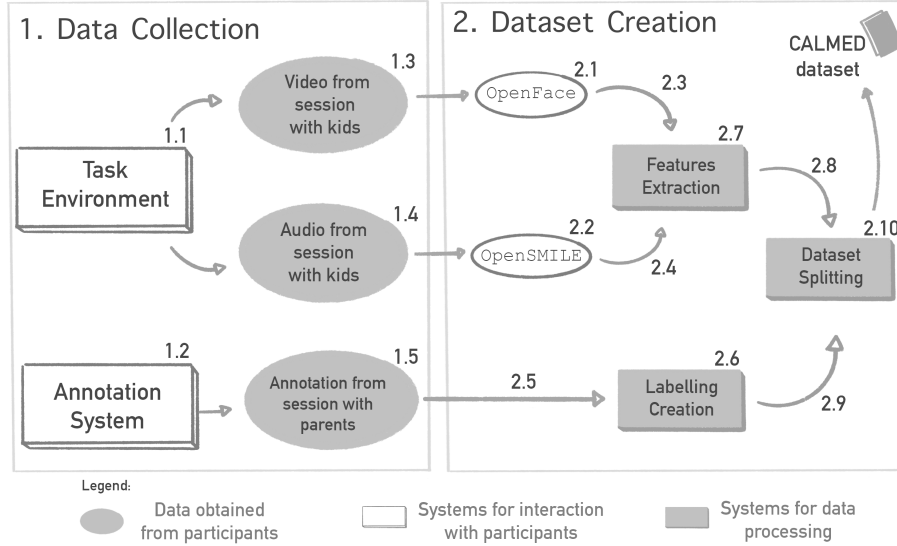 1. Data Collection
2. Dataset Creation
CALMED
dataset
1.1
Task
Environment
1.3
Video from
session
with kids
1.4
Audio from
session
with kids
1.2
Annotation
System
1.5
Annotation from
session with
parents
2.1
OpenFace
2.3
2.2
OpenSMILE
2.4
2.7
Features
Extraction
2.8
2.10
Dataset
Splitting
2.5
2.6
Labelling
Creation
2.9
Legend:
Data obtained
from participants
Systems for interaction
with participants
Systems for data
processing